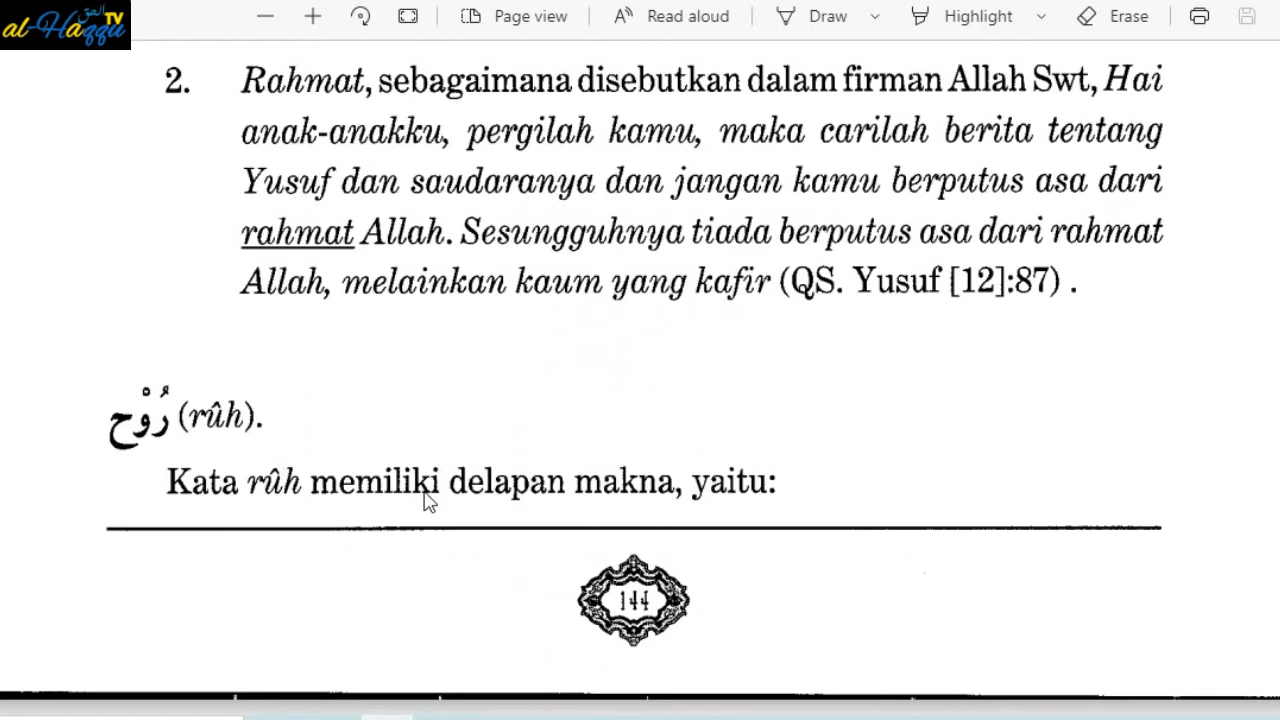 الحق TV
al-Haqqu
Page view
Read aloud
Draw
Highlight
Erase
2. Rahmat, sebagaimana disebutkan dalam firman Allah Swt, Hai
anak-anakku, pergilah kamu, maka carilah berita tentang
Yusuf dan saudaranya dan jangan kamu berputus asa dari
rahmat Allah. Sesungguhnya tiada berputus asa dari rahmat
Allah, melainkan kaum yang kafir (QS. Yusuf [12]:87) .
رُوْح (rûh).
Kata rûh memiliki delapan makna, yaitu:
144